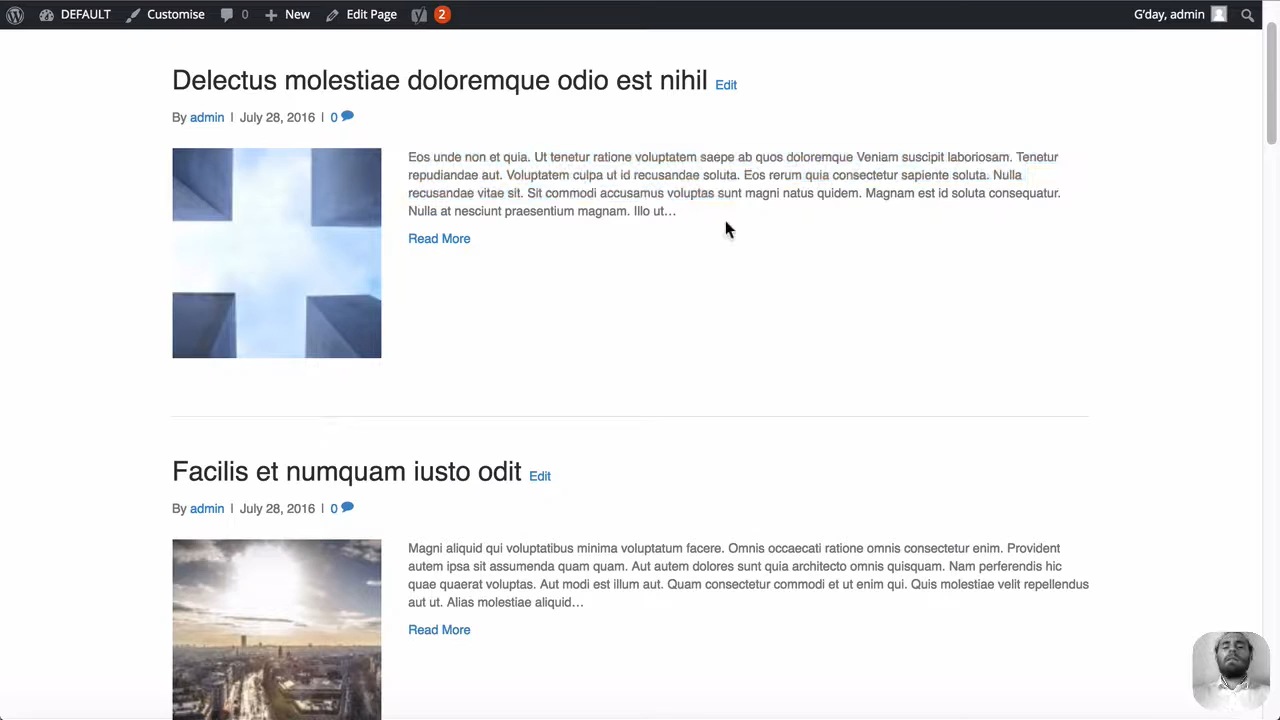 DEFAULT Customise 0 New Edit Page 2 G'day, admin
Delectus molestiae doloremque odio est nihil Edit
By admin | July 28, 2016 | 0
Eos unde non et quia. Ut tenetur ratione voluptatem saepe ab quos doloremque Veniam suscipit laboriosam. Tenetur
repudiandae aut. Voluptatem culpa ut id recusandae soluta. Eos rerum quia consectetur sapiente soluta. Nulla
recusandae vitae sit. Sit commodi accusamus voluptas sunt magni natus quidem. Magnam est id soluta consequatur.
Nulla at nesciunt praesentium magnam. Illo ut…
Read More
Facilis et numquam iusto odit Edit
By admin | July 28, 2016 | 0
Magni aliquid qui voluptatibus minima voluptatum facere. Omnis occaecati ratione omnis consectetur enim. Provident
autem ipsa sit assumenda quam quam. Aut autem dolores sunt quia architecto omnis quisquam. Nam perferendis hic
quae quaerat voluptas. Aut modi est illum aut. Quam consectetur commodi et ut enim qui. Quis molestiae velit repellendus
aut ut. Alias molestiae aliquid…
Read More